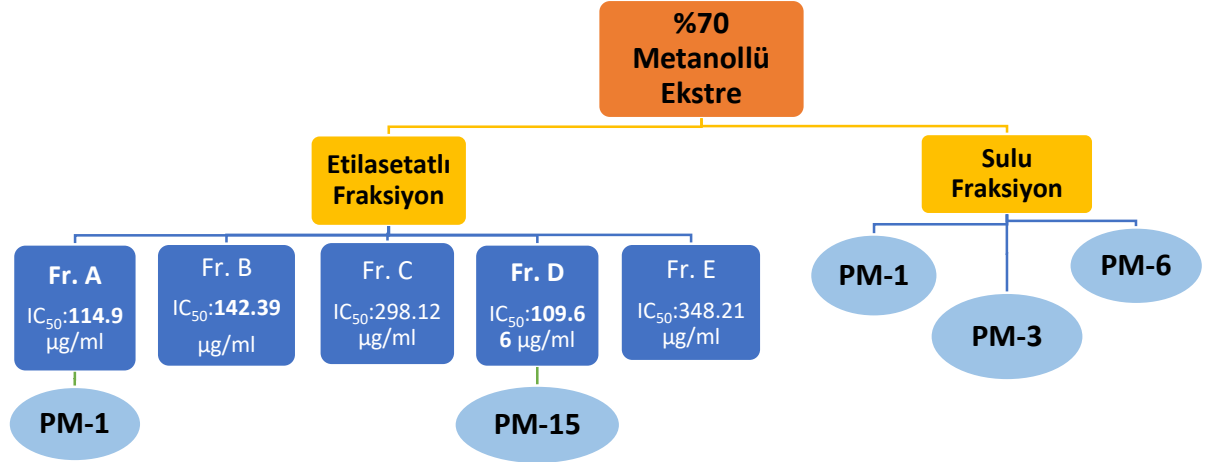 %70
Metanollü
Ekstre
Etilasetatlı
Fraksiyon
Sulu
Fraksiyon
Fr. A
IC₅₀:114.9
µg/ml
Fr. B
IC₅₀:142.39
µg/ml
Fr. C
IC₅₀:298.12
µg/ml
Fr. D
IC₅₀:109.6
6 µg/ml
Fr. E
IC₅₀:348.21
µg/ml
PM-1
PM-3
PM-6
PM-1
PM-15